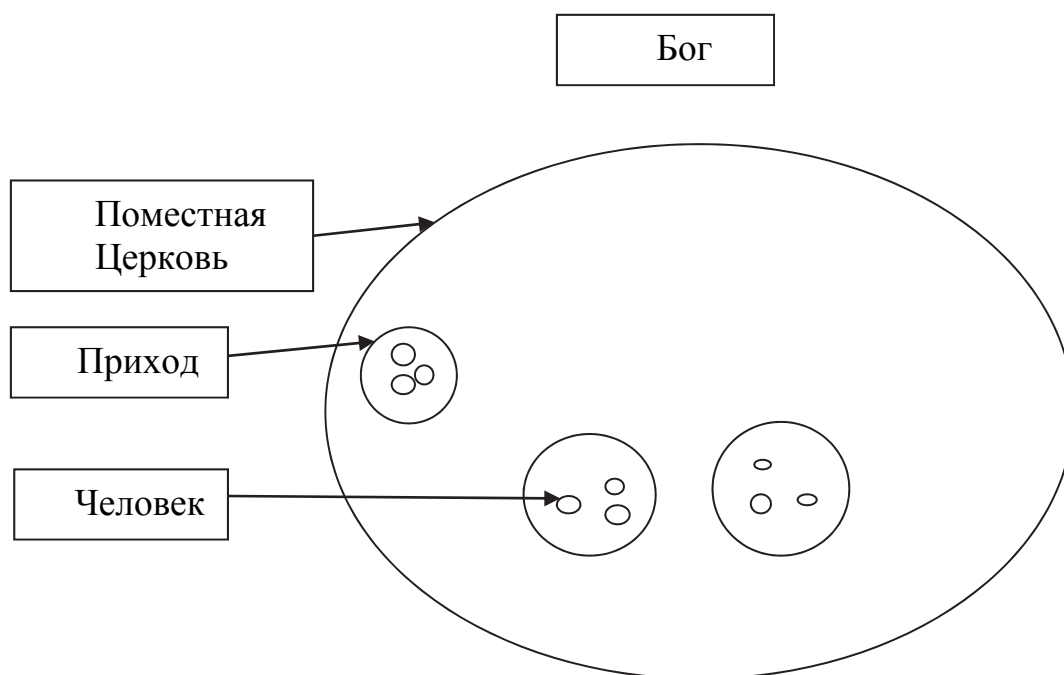 Бог
Поместная
Церковь
Приход
Человек